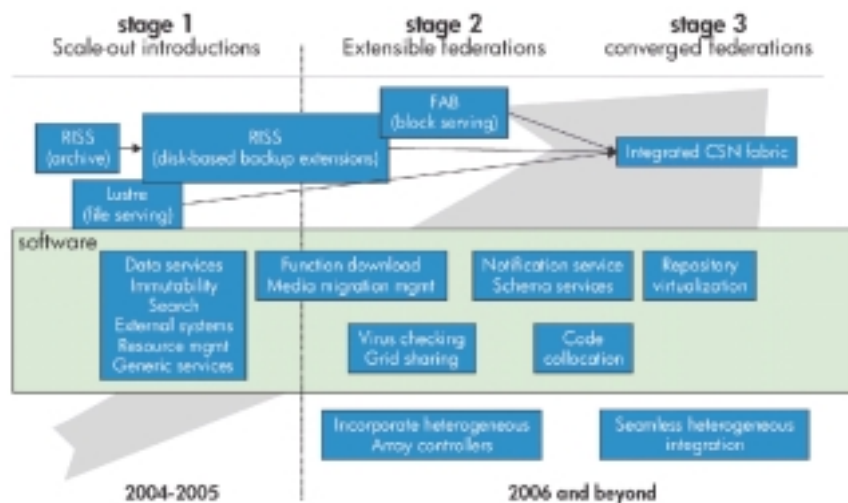 stage 1
Scale-out introductions
stage 2
Extensible federations
stage 3
converged federations
FAB
(block serving)
RISS
(archive)
RISS
(disk-based backup extensions)
Integrated CSN fabric
Lustre
(file serving)
software
Data services
Immutability
Search
External systems
Resource mgmt
Generic services
Function download
Media migration mgmt
Notification service
Schema services
Repository
virtualization
Virus checking
Grid sharing
Code
collocation
Incorporate heterogeneous
Array controllers
Seamless heterogeneous
integration
2004-2005
2006 and beyond